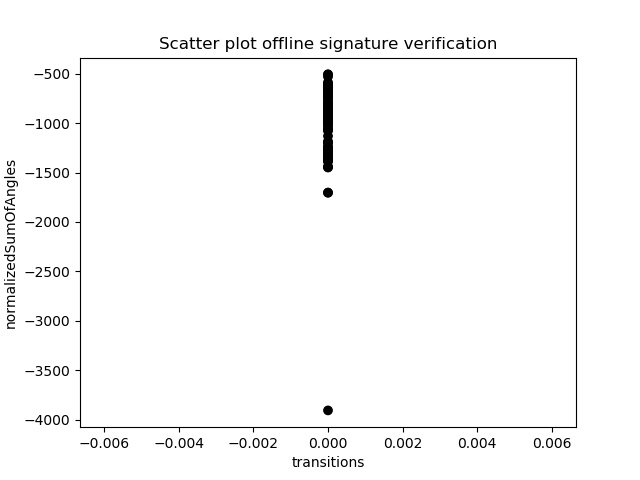 Scatter plot offline signature verification
normalizedSumOfAngles
−500
−1000
−1500
−2000
−2500
−3000
−3500
−4000
−0.006 −0.004 −0.002 0.000 0.002 0.004 0.006
transitions